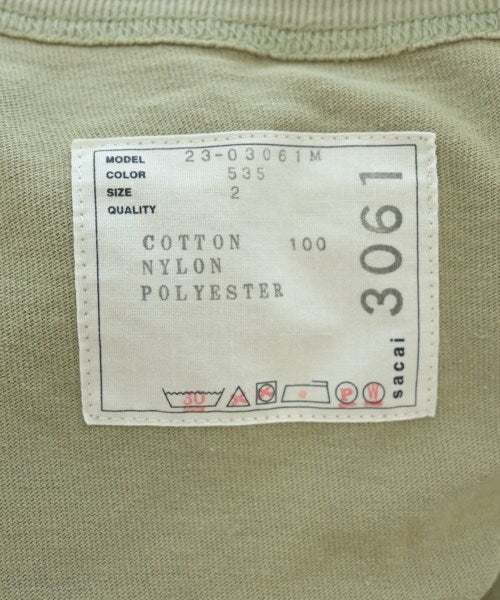 MODEL 23-03061M
COLOR 535
SIZE 2
QUALITY
COTTON 100
NYLON
POLYESTER
30 P W
sacai 3061